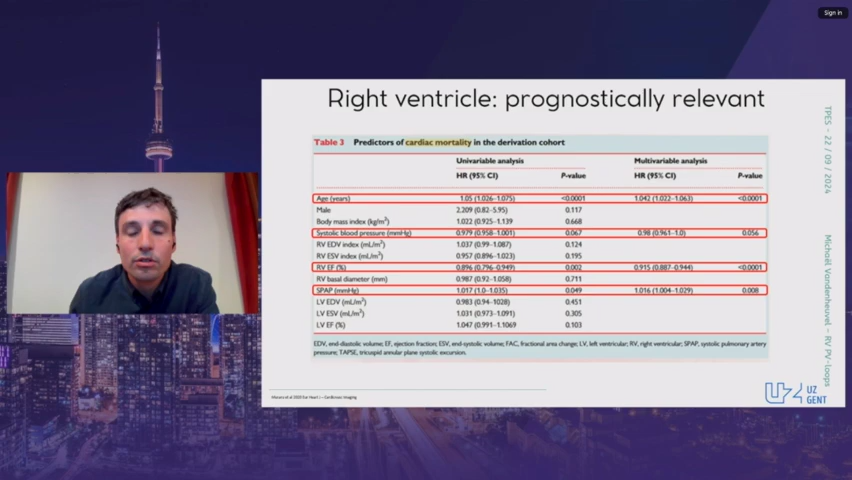 Sign in
Right ventricle: prognostically relevant
Table 3 Predictors of cardiac mortality in the derivation cohort
Univariable analysis Multivariable analysis
HR (95% CI) P-value HR (95% CI) P-value
Age (years) 1.05 (1.026–1.075) <0.0001 1.042 (1.022–1.063) <0.0001
Male 2,209 (0.82–5.95) 0.117
Body mass index (kg/m²) 1.022 (0.925–1.139 0.668
Systolic blood pressure (mmHg) 0.979 (0.958–1.001) 0.067 0.98 (0.961–1.0) 0.056
RV EDV index (mL/m²) 1.037 (0.99–1.087) 0.124
RV ESV index (mL/m²) 0.957 (0.896–1.023) 0.195
RV EF (%) 0.896 (0.796–0.949) 0.002 0.915 (0.887–0.944) <0.0001
RV basal diameter (mm) 0.987 (0.92–1.058) 0.711
SPAP (mmHg) 1.017 (1.0–1.035) 0.049 1.016 (1.004–1.029) 0.008
LV EDV (mL/m²) 0.983 (0.94–1028) 0.451
LV ESV (mL/m²) 1.031 (0.973–1.091) 0.305
LV EF (%) 1.047 (0.991–1.1069 0.103
EDV, end-diastolic volume; EF, ejection fraction; ESV, end-systolic volume; FAC, fractional area change; LV, left ventricular; RV, right ventricular; SPAP, systolic pulmonary artery
pressure; TAPSE, tricuspid annular plane systolic excursion.
TPES – 22 / 09 / 2024
Michaël Vandenheuvel – RV PV-loops
UZ
GENT